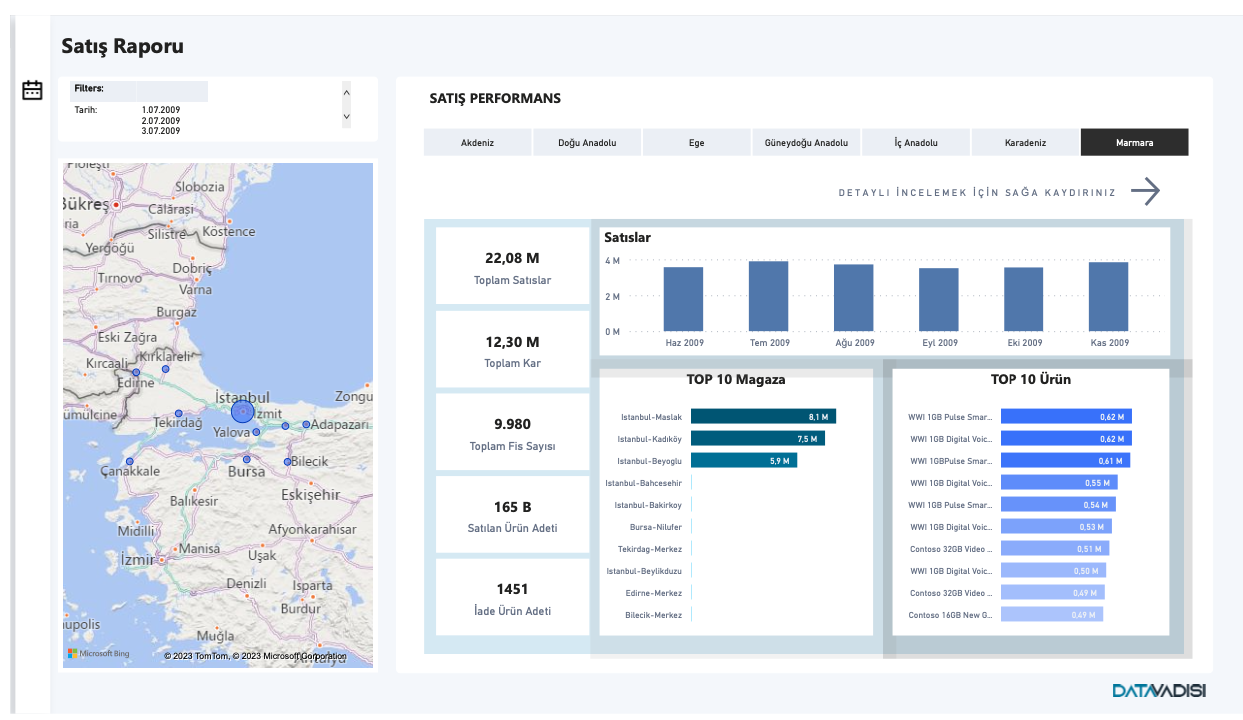 Satış Raporu
Filters:
Tarih:
1.07.2009
2.07.2009
3.07.2009
Ploieşti
Slobozia
Bükreş
Călăraşi
Silistre
Köstence
Yergöğü
Dobriç
Tırnovo
Varna
Burgaz
Eski Zağra
Kırcaali
Kırklareli
Edirne
İstanbul
Zongu
ümülcine
Tekirdağ
İzmit
Yalova
Adapazarı
Çanakkale
Bursa
Bilecik
Balıkesir
Eskişehir
Midilli
Afyonkarahisar
Manisa
İzmir
Uşak
Denizli
Isparta
Burdur
upolis
Muğla
Antalya
Microsoft Bing
© 2023 TomTom, © 2023 Microsoft Corporation
SATIŞ PERFORMANS
Akdeniz
Doğu Anadolu
Ege
Güneydoğu Anadolu
İç Anadolu
Karadeniz
Marmara
DETAYLI İNCELEMEK İÇİN SAĞA KAYDIRINIZ
22,08 M
Toplam Satıslar
12,30 M
Toplam Kar
9.980
Toplam Fis Sayısı
165 B
Satılan Ürün Adeti
1451
İade Ürün Adeti
Satıslar
4 M
2 M
0 M
Haz 2009
Tem 2009
Ağu 2009
Eyl 2009
Eki 2009
Kas 2009
TOP 10 Magaza
Istanbul-Maslak 8,1 M
Istanbul-Kadıköy 7,5 M
Istanbul-Beyoglu 5,9 M
Istanbul-Bahcesehir
Istanbul-Bakirkoy
Bursa-Nilufer
Tekirdag-Merkez
Istanbul-Beylikduzu
Edirne-Merkez
Bilecik-Merkez
TOP 10 Ürün
WWI 1GB Pulse Smar... 0,62 M
WWI 1GB Digital Voic... 0,62 M
WWI 1GBPulse Smar... 0,61 M
WWI 1GB Digital Voic... 0,55 M
WWI 1GB Pulse Smar... 0,54 M
WWI 1GB Digital Voic... 0,53 M
Contoso 32GB Video ... 0,51 M
WWI 1GB Digital Voic... 0,50 M
Contoso 32GB Video ... 0,49 M
Contoso 16GB New G... 0,49 M
DATAVADISI